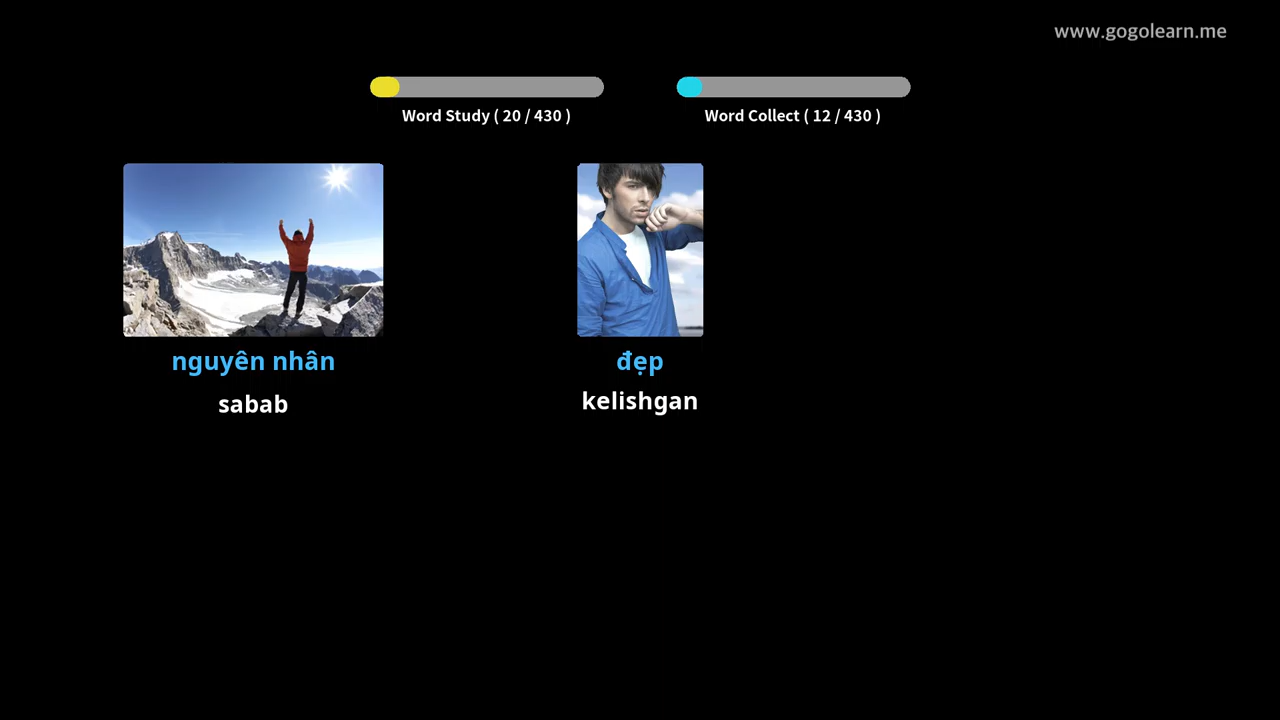 www.gogolearn.me
Word Study ( 20 / 430 )
Word Collect ( 12 / 430 )
nguyên nhân
sabab
đẹp
kelishgan